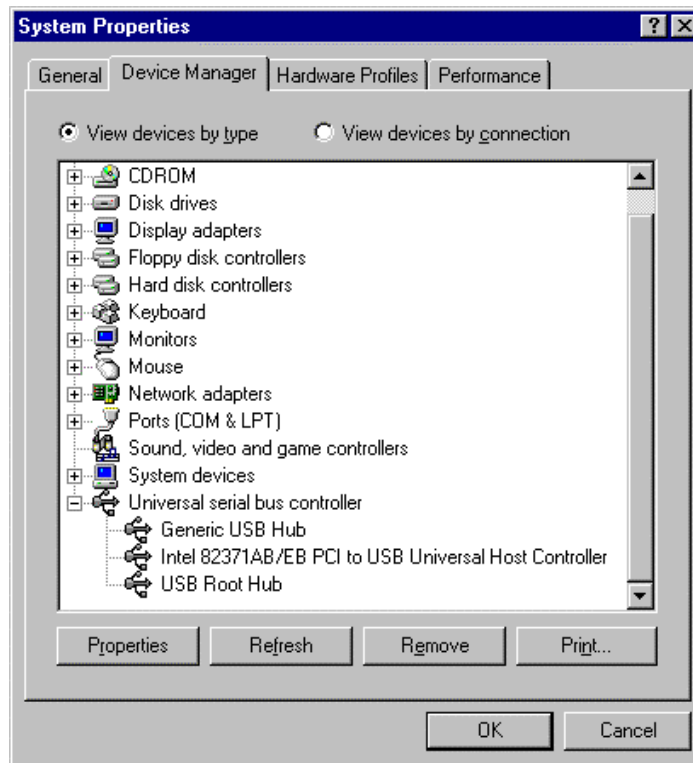 System Properties
General Device Manager Hardware Profiles Performance
View devices by type View devices by connection
CDROM
Disk drives
Display adapters
Floppy disk controllers
Hard disk controllers
Keyboard
Monitors
Mouse
Network adapters
Ports (COM & LPT)
Sound, video and game controllers
System devices
Universal serial bus controller
Generic USB Hub
Intel 82371AB/EB PCI to USB Universal Host Controller
USB Root Hub
Properties Refresh Remove Print...
OK Cancel